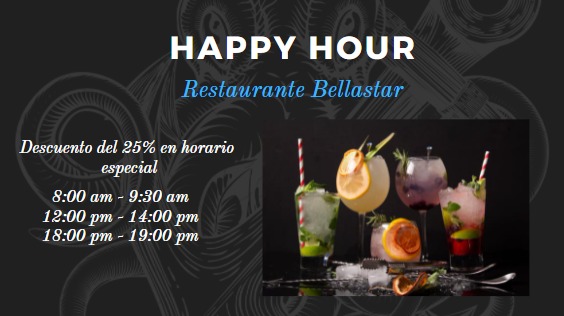 HAPPY HOUR
Restaurante Bellastar
Descuento del 25% en horario
especial
8:00 am - 9:30 am
12:00 pm - 14:00 pm
18:00 pm - 19:00 pm